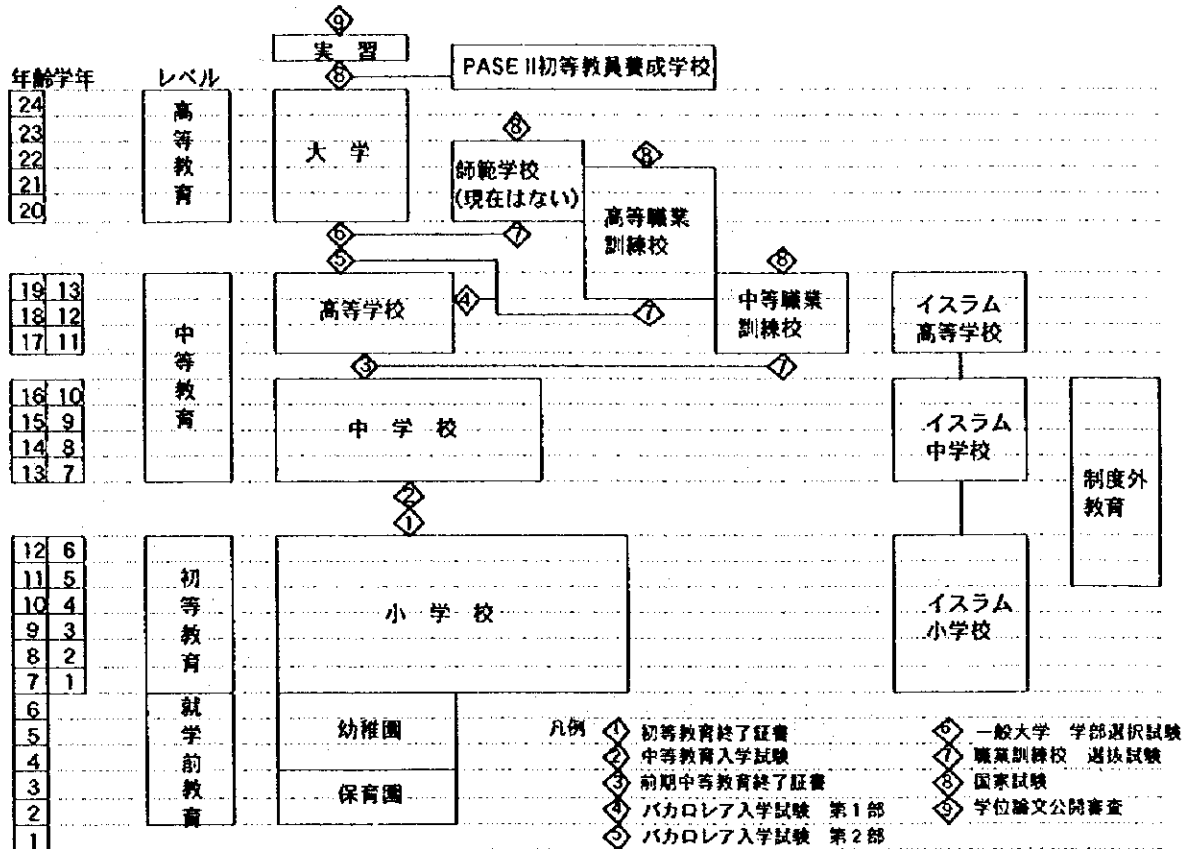 ⑨
実 習
⑧
PASE II初等教員養成学校
年齢学年
レベル
24
23
22
21
20
高等教育
大 学
⑧
師範学校
(現在はない)
⑧
高等職業
訓練校
⑥
⑦
⑤
④
⑦
⑧
19 13
18 12
17 11
中等教育
高等学校
中等職業
訓練校
イスラム
高等学校
③
⑦
16 10
15 9
14 8
13 7
中 学 校
イスラム
中学校
制度外
教育
②
①
12 6
11 5
10 4
9 3
8 2
7 1
初等教育
小 学 校
イスラム
小学校
6
5
4
3
2
1
就学前教育
幼稚園
保育園
凡例
① 初等教育終了証書
② 中等教育入学試験
③ 前期中等教育終了証書
④ バカロレア入学試験 第1部
⑤ バカロレア入学試験 第2部
⑥ 一般大学 学部選択試験
⑦ 職業訓練校 選抜試験
⑧ 国家試験
⑨ 学位論文公開審査